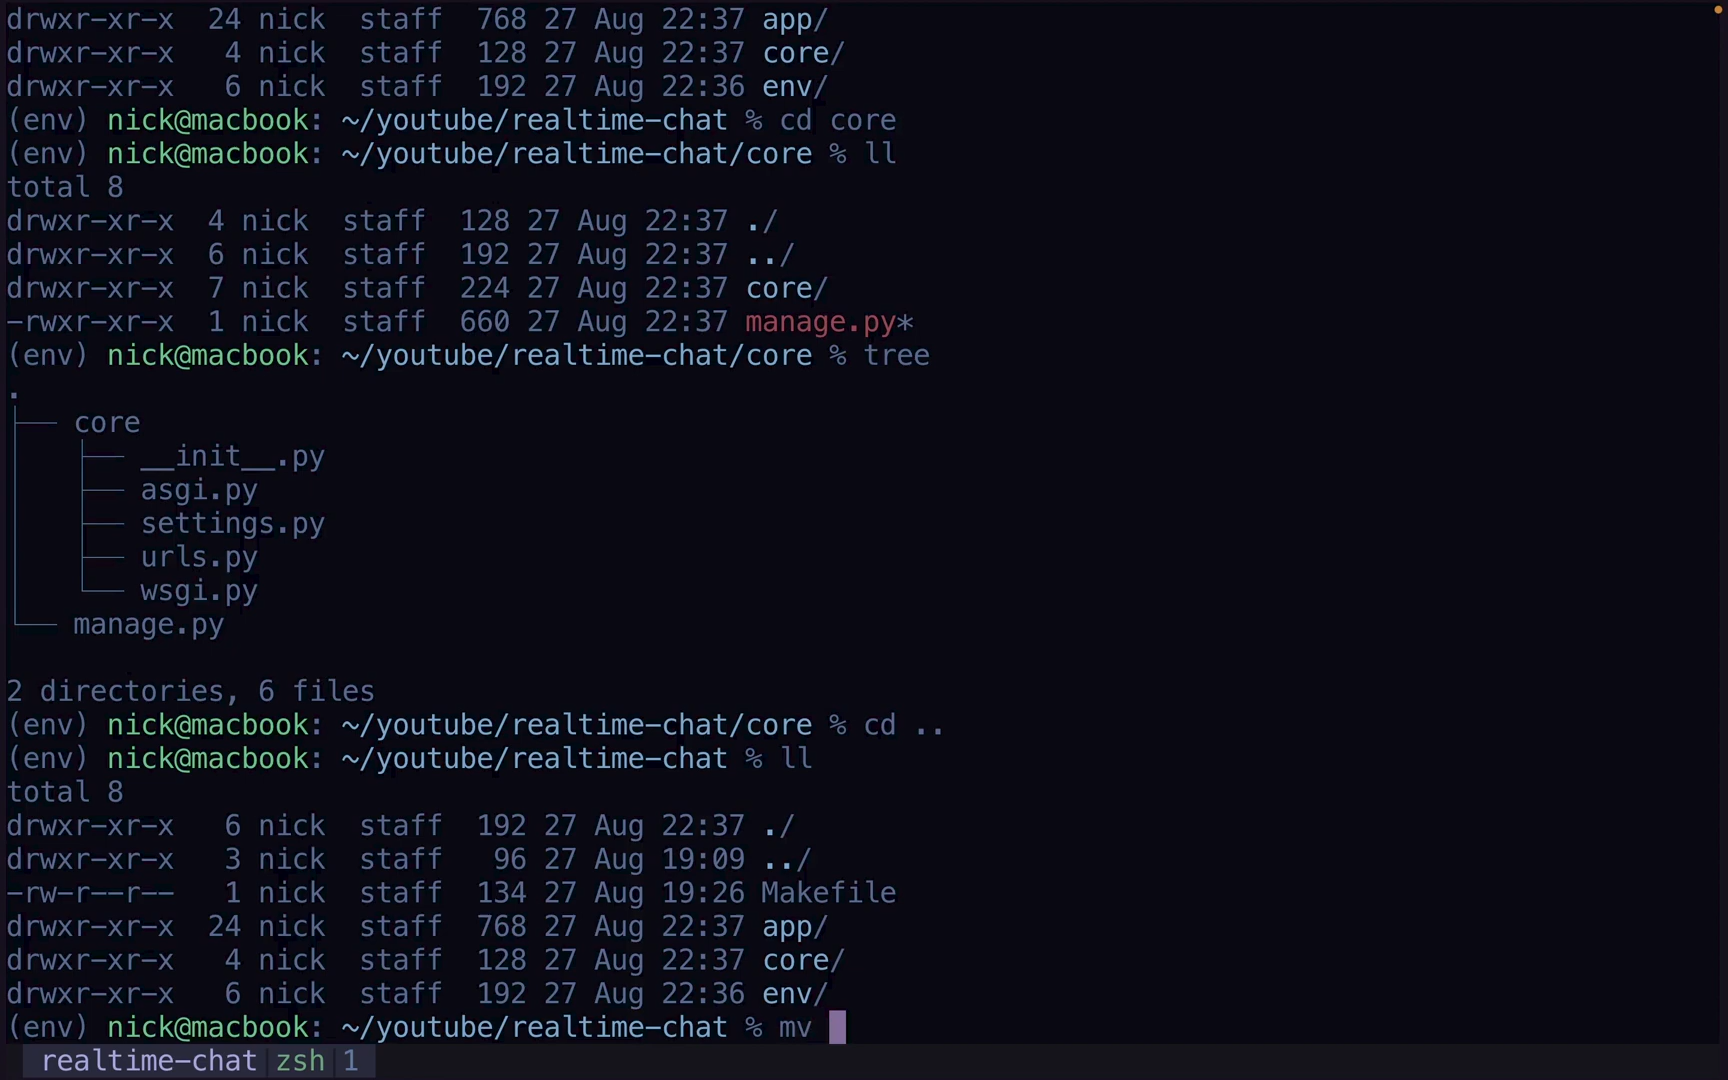 drwxr-xr-x  24 nick  staff  768 27 Aug 22:37 app/
drwxr-xr-x   4 nick  staff  128 27 Aug 22:37 core/
drwxr-xr-x   6 nick  staff  192 27 Aug 22:36 env/
(env) nick@macbook: ~/youtube/realtime-chat % cd core
(env) nick@macbook: ~/youtube/realtime-chat/core % ll
total 8
drwxr-xr-x  4 nick  staff  128 27 Aug 22:37 ./
drwxr-xr-x  6 nick  staff  192 27 Aug 22:37 ../
drwxr-xr-x  7 nick  staff  224 27 Aug 22:37 core/
-rwxr-xr-x  1 nick  staff  660 27 Aug 22:37 manage.py*
(env) nick@macbook: ~/youtube/realtime-chat/core % tree
.
├── core
│   ├── __init__.py
│   ├── asgi.py
│   ├── settings.py
│   ├── urls.py
│   └── wsgi.py
└── manage.py
2 directories, 6 files
(env) nick@macbook: ~/youtube/realtime-chat/core % cd ..
(env) nick@macbook: ~/youtube/realtime-chat % ll
total 8
drwxr-xr-x   6 nick  staff  192 27 Aug 22:37 ./
drwxr-xr-x   3 nick  staff   96 27 Aug 19:09 ../
-rw-r--r--   1 nick  staff  134 27 Aug 19:26 Makefile
drwxr-xr-x  24 nick  staff  768 27 Aug 22:37 app/
drwxr-xr-x   4 nick  staff  128 27 Aug 22:37 core/
drwxr-xr-x   6 nick  staff  192 27 Aug 22:36 env/
(env) nick@macbook: ~/youtube/realtime-chat % mv
realtime-chat zsh 1